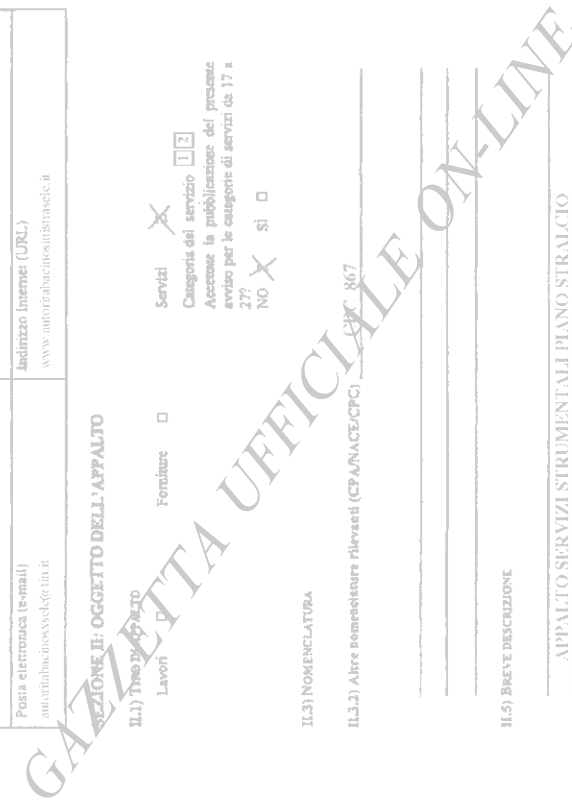 Posta elettronica (e-mail)
Indirizzo Internet (URL)
www.autoritabacinosinistrasele.it
SEZIONE II: OGGETTO DELL'APPALTO
II.1) TIPO DI APPALTO
Lavori □ Forniture □ Servizi
Categoria del servizio 1 2
Accettate la pubblicazione del presente
avviso per le categorie di servizi da 17 a
27?
NO SÌ □
II.3) NOMENCLATURA
II.3.2) Altre nomenclature rilevanti (CPA/NACE/CPC) CPC 867
II.5) BREVE DESCRIZIONE
APPALTO SERVIZI STRUMENTALI PIANO STRALCIO
GAZZETTA UFFICIALE ON-LINE